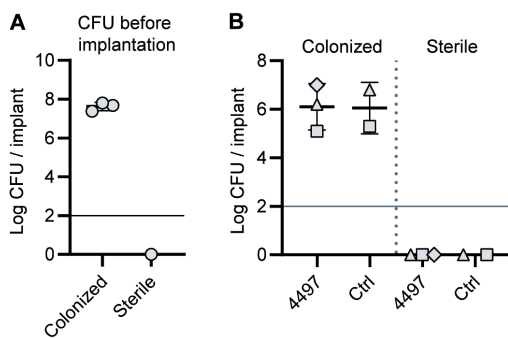 A
CFU before
implantation
Log CFU / implant
10
8
6
4
2
0
Colonized
Sterile
B
Colonized
Sterile
Log CFU / implant
8
6
4
2
0
4497
Ctrl
4497
Ctrl